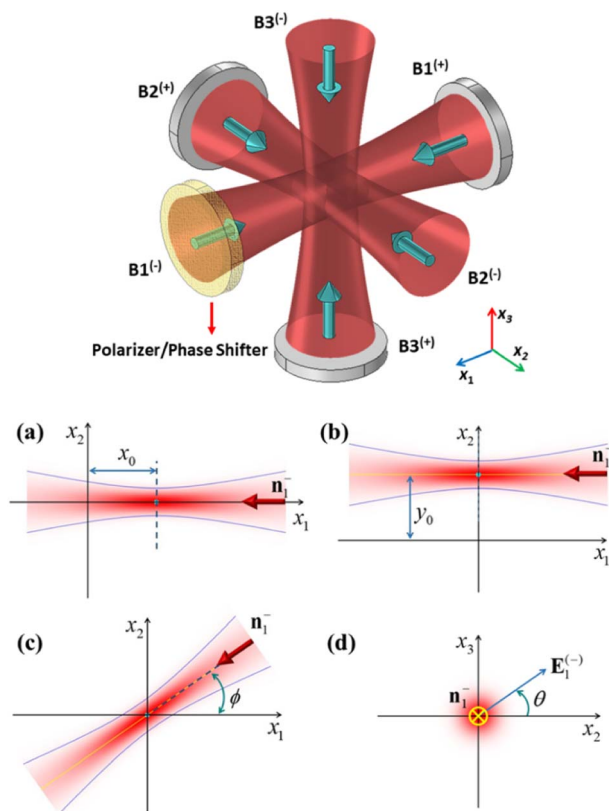 B3(-)
B2(+)
B1(+)
B1(-)
B2(-)
Polarizer/Phase Shifter
B3(+)
x3
x1
x2
(a)
x2
x0
n1−
x1
(b)
x2
n1−
y0
x1
(c)
x2
n1−
ϕ
x1
(d)
x3
E1(−)
n1−
θ
x2